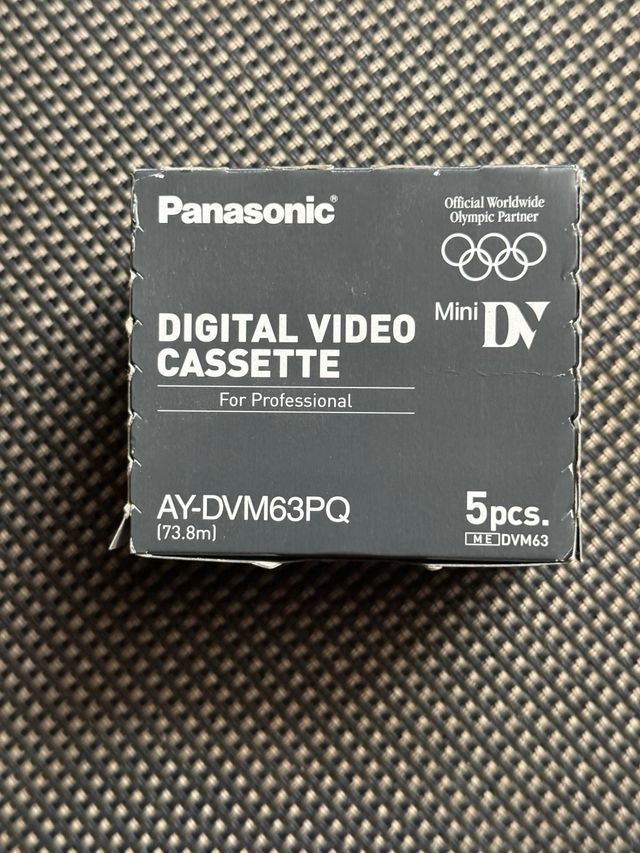 Panasonic®
Official Worldwide
Olympic Partner
Mini DV
DIGITAL VIDEO
CASSETTE
For Professional
AY-DVM63PQ
(73.8m)
5pcs.
ME DVM63